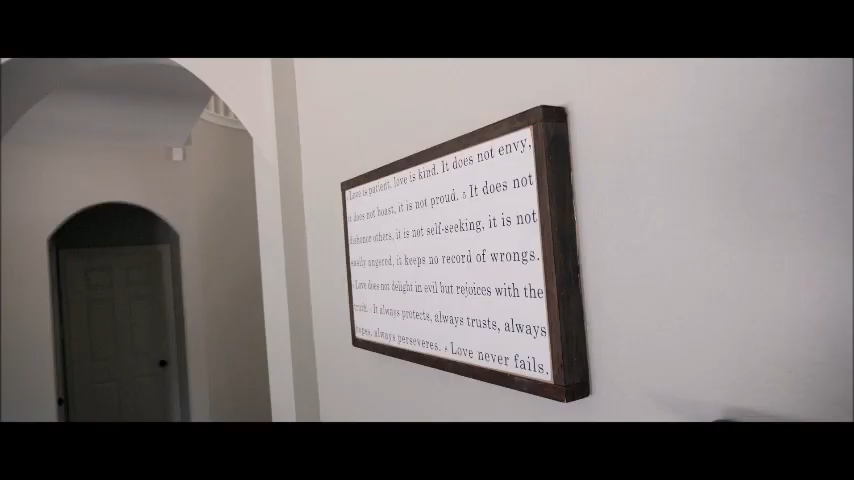 Love is patient, love is kind. It does not envy,
it does not boast, it is not proud. 5 It does not
dishonor others, it is not self-seeking, it is not
easily angered, it keeps no record of wrongs.
Love does not delight in evil but rejoices with the
truth. It always protects, always trusts, always
hopes, always perseveres. 8 Love never fails.